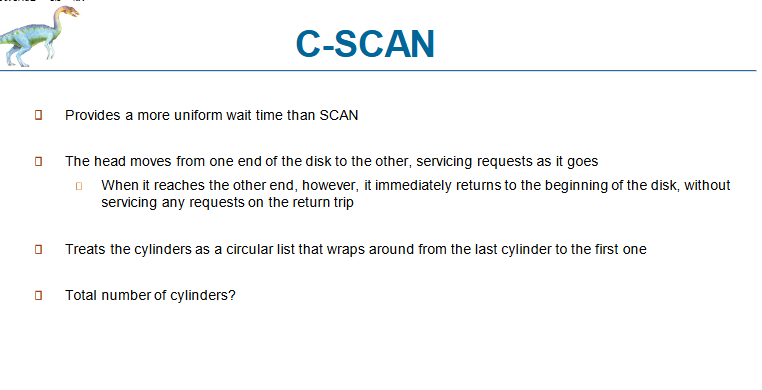 C-SCAN
Provides a more uniform wait time than SCAN
The head moves from one end of the disk to the other, servicing requests as it goes
When it reaches the other end, however, it immediately returns to the beginning of the disk, without
servicing any requests on the return trip
Treats the cylinders as a circular list that wraps around from the last cylinder to the first one
Total number of cylinders?